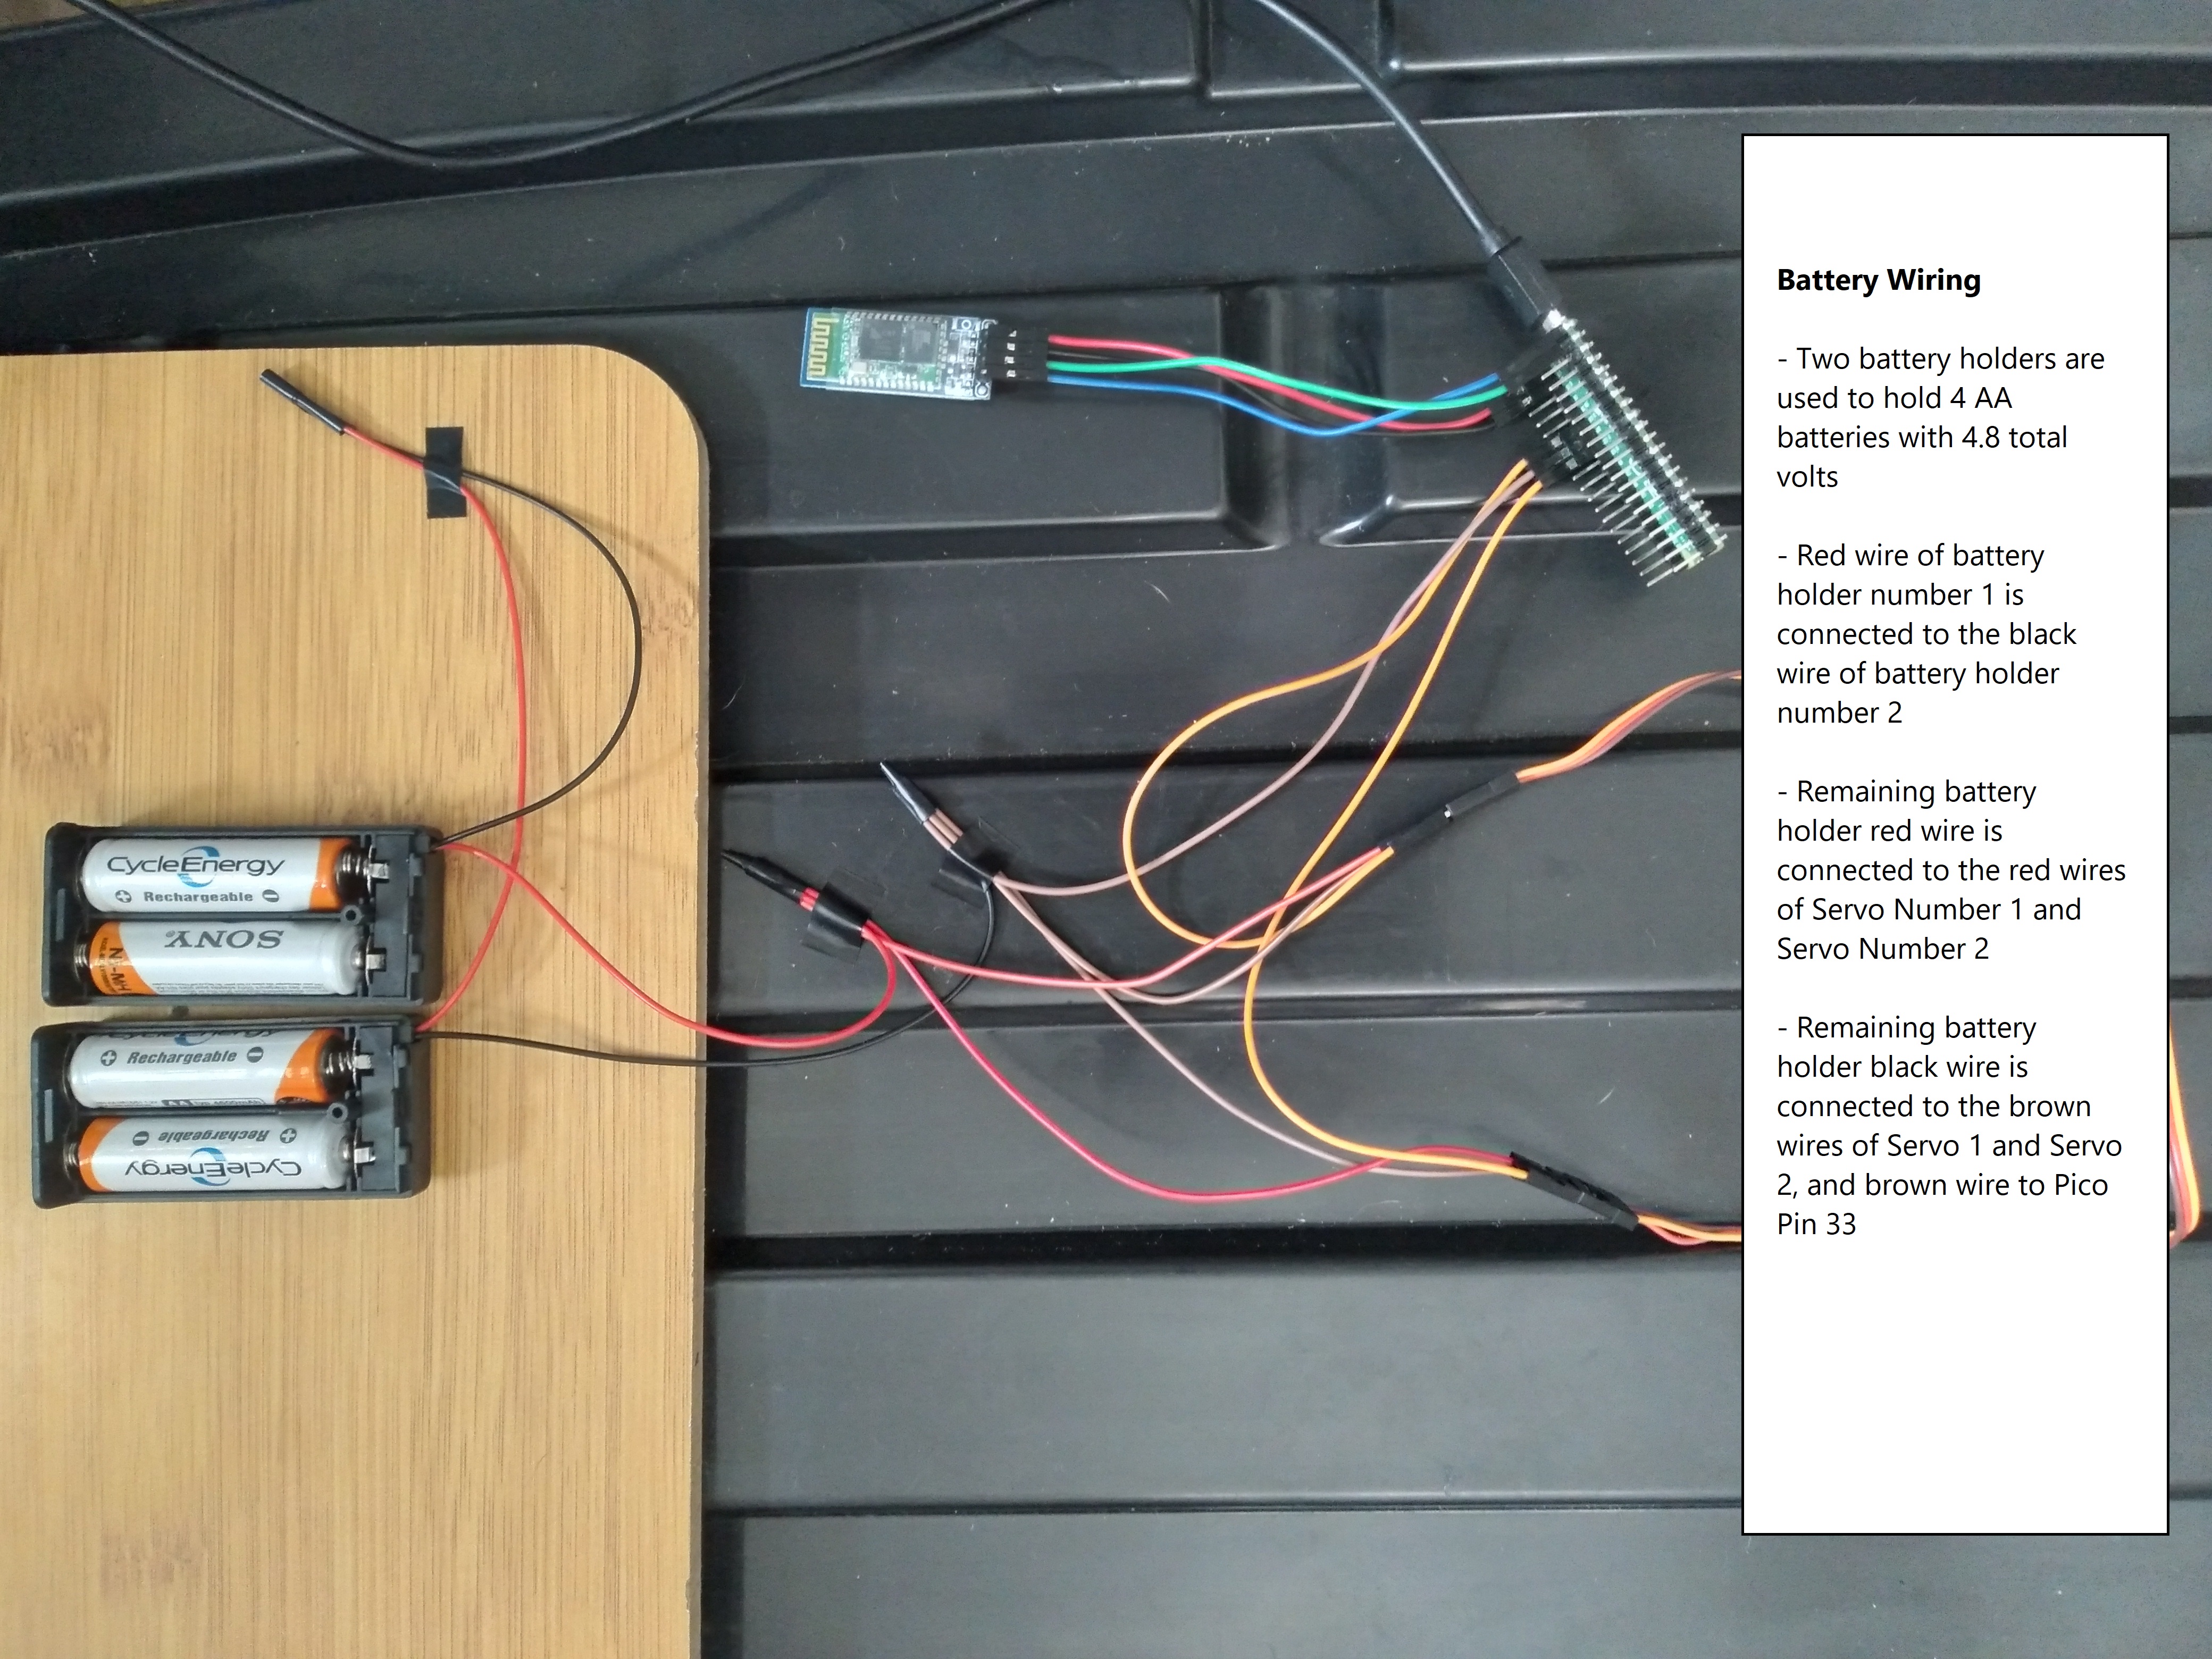 Battery Wiring
- Two battery holders are
used to hold 4 AA
batteries with 4.8 total
volts
- Red wire of battery
holder number 1 is
connected to the black
wire of battery holder
number 2
- Remaining battery
holder red wire is
connected to the red wires
of Servo Number 1 and
Servo Number 2
- Remaining battery
holder black wire is
connected to the brown
wires of Servo 1 and Servo
2, and brown wire to Pico
Pin 33
CycleEnergy
Rechargeable
SONY
Rechargeable
Rechargeable
CycleEnergy